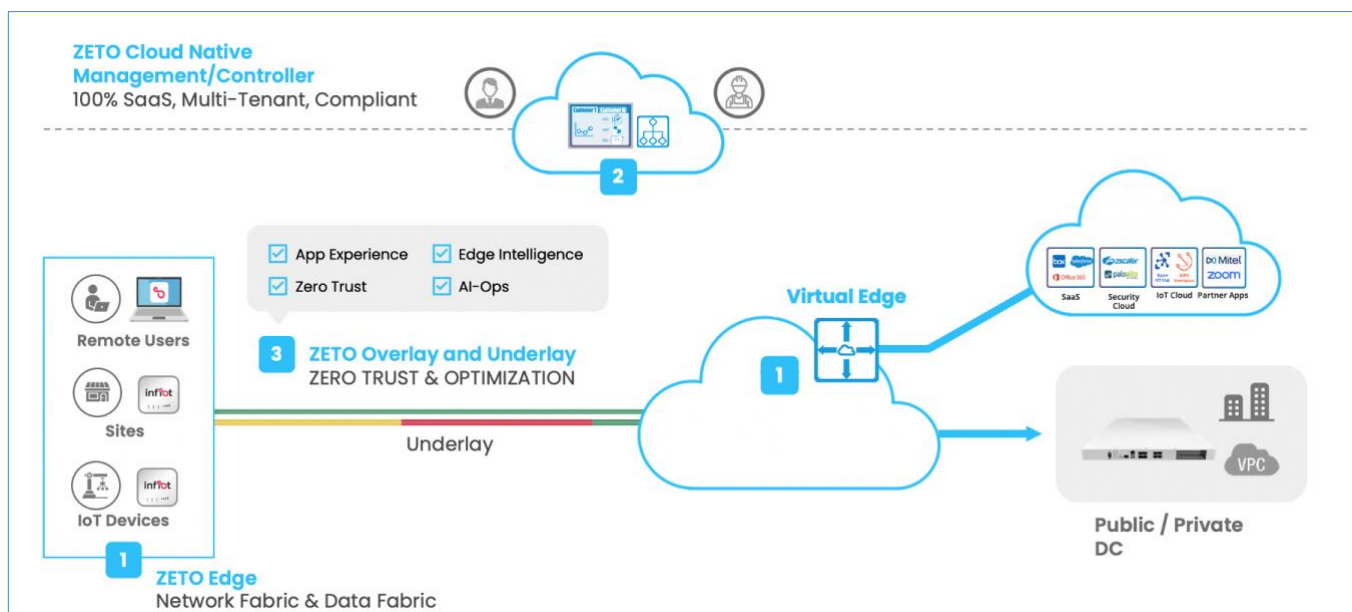 ZETO Cloud Native
Management/Controller
100% SaaS, Multi-Tenant, Compliant
2
App Experience
Edge Intelligence
Zero Trust
AI-Ops
3
ZETO Overlay and Underlay
ZERO TRUST & OPTIMIZATION
Underlay
Remote Users
infiot
Sites
infiot
IoT Devices
1
ZETO Edge
Network Fabric & Data Fabric
Virtual Edge
1
box
Office 365
zscaler
paloalto
Mitel
zoom
SaaS
Security
Cloud
IoT Cloud
Partner Apps
VPC
Public / Private
DC